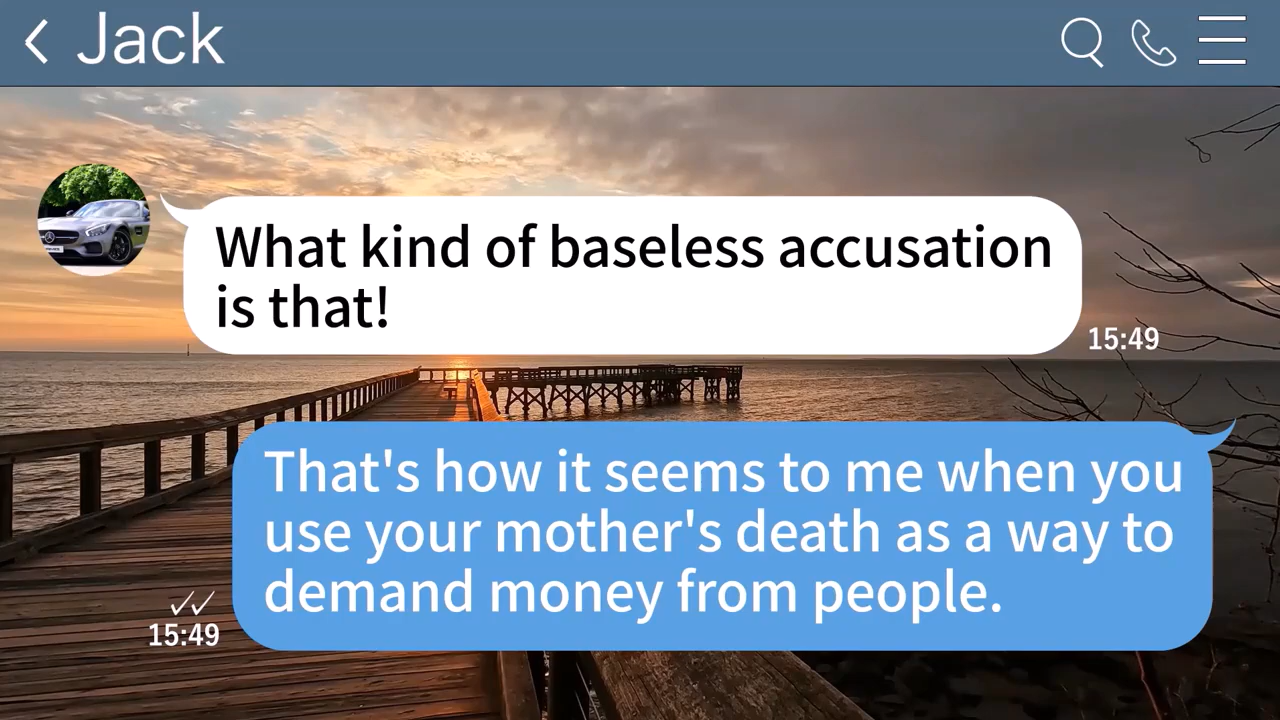 Jack
What kind of baseless accusation
is that!
15:49
That's how it seems to me when you
use your mother's death as a way to
demand money from people.
15:49